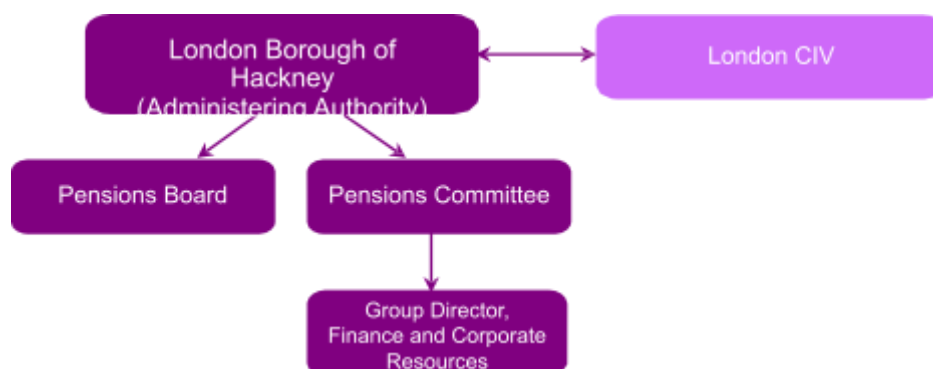 London Borough of
Hackney
(Administering Authority)
London CIV
Pensions Board
Pensions Committee
Group Director,
Finance and Corporate
Resources